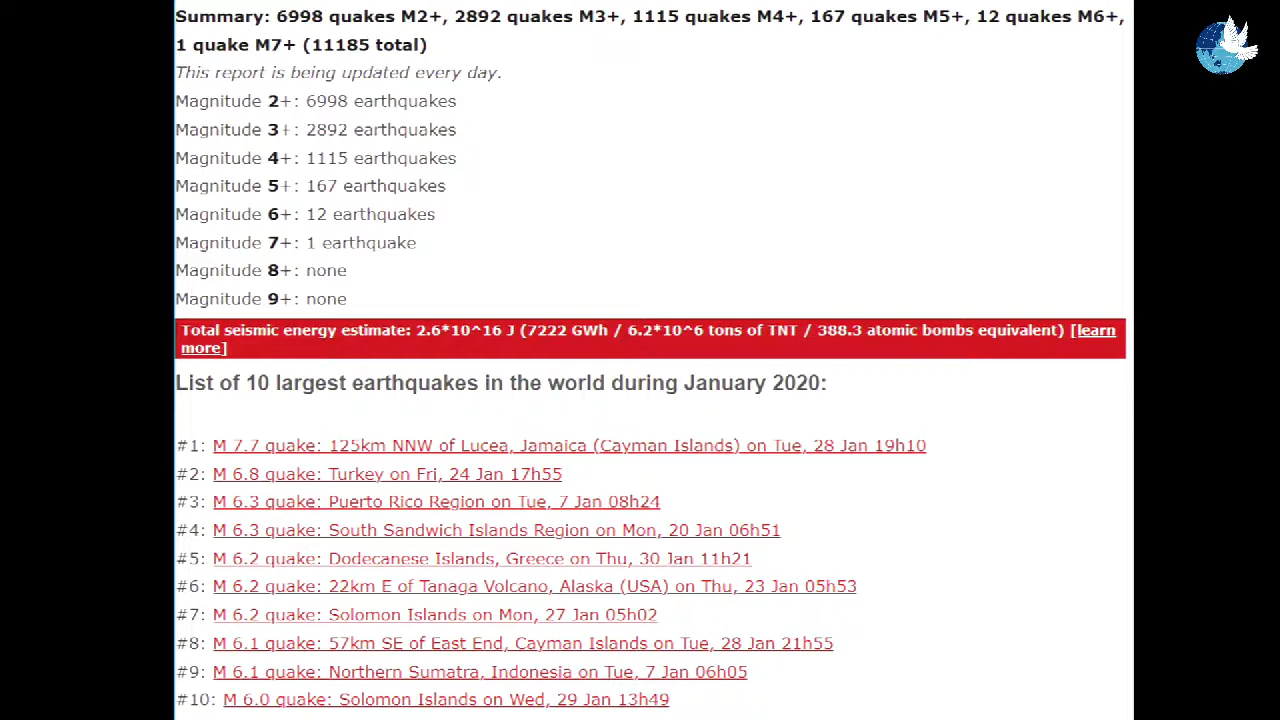 Summary: 6998 quakes M2+, 2892 quakes M3+, 1115 quakes M4+, 167 quakes M5+, 12 quakes M6+,
1 quake M7+ (11185 total)
This report is being updated every day.
Magnitude 2+: 6998 earthquakes
Magnitude 3+: 2892 earthquakes
Magnitude 4+: 1115 earthquakes
Magnitude 5+: 167 earthquakes
Magnitude 6+: 12 earthquakes
Magnitude 7+: 1 earthquake
Magnitude 8+: none
Magnitude 9+: none
Total seismic energy estimate: 2.6*10^16 J (7222 GWh / 6.2*10^6 tons of TNT / 388.3 atomic bombs equivalent) [learn
more]
List of 10 largest earthquakes in the world during January 2020:
#1: M 7.7 quake: 125km NNW of Lucea, Jamaica (Cayman Islands) on Tue, 28 Jan 19h10
#2: M 6.8 quake: Turkey on Fri, 24 Jan 17h55
#3: M 6.3 quake: Puerto Rico Region on Tue, 7 Jan 08h24
#4: M 6.3 quake: South Sandwich Islands Region on Mon, 20 Jan 06h51
#5: M 6.2 quake: Dodecanese Islands, Greece on Thu, 30 Jan 11h21
#6: M 6.2 quake: 22km E of Tanaga Volcano, Alaska (USA) on Thu, 23 Jan 05h53
#7: M 6.2 quake: Solomon Islands on Mon, 27 Jan 05h02
#8: M 6.1 quake: 57km SE of East End, Cayman Islands on Tue, 28 Jan 21h55
#9: M 6.1 quake: Northern Sumatra, Indonesia on Tue, 7 Jan 06h05
#10: M 6.0 quake: Solomon Islands on Wed, 29 Jan 13h49